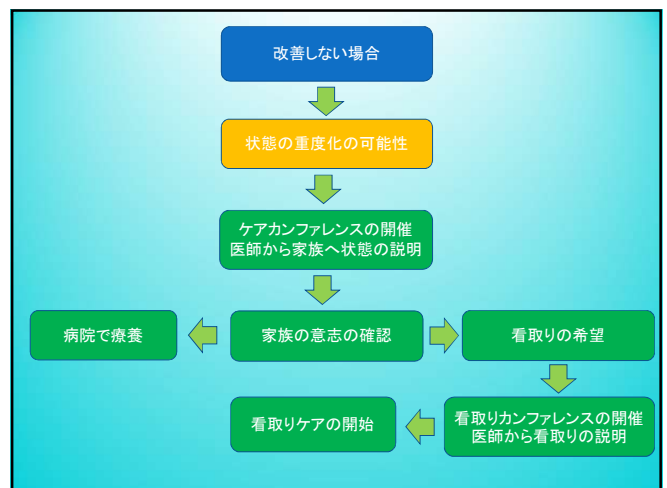 改善しない場合
状態の重度化の可能性
ケアカンファレンスの開催
医師から家族へ状態の説明
病院で療養
家族の意志の確認
看取りの希望
看取りケアの開始
看取りカンファレンスの開催
医師から看取りの説明